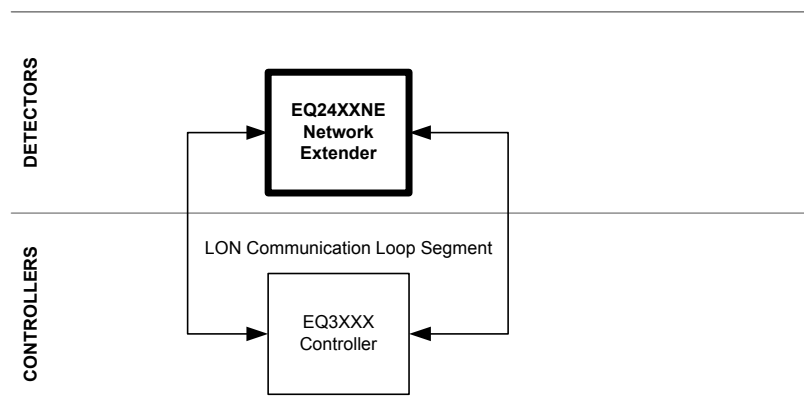 DETECTORS
EQ24XXNE
Network
Extender
LON Communication Loop Segment
CONTROLLERS
EQ3XXX
Controller